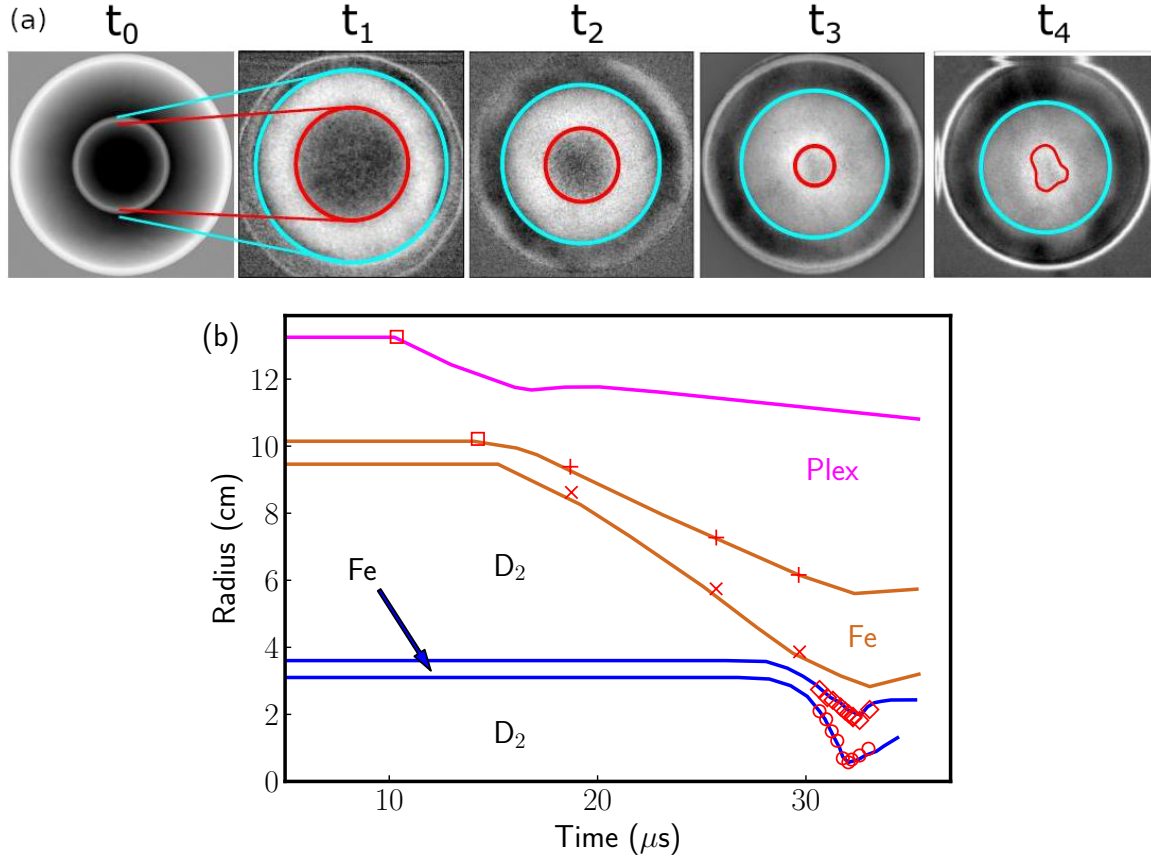 (a) t₀ t₁ t₂ t₃ t₄
(b)
12
10
8
6
4
2
0
Radius (cm)
Plex
D₂
Fe
Fe
D₂
10 20 30
Time (μs)